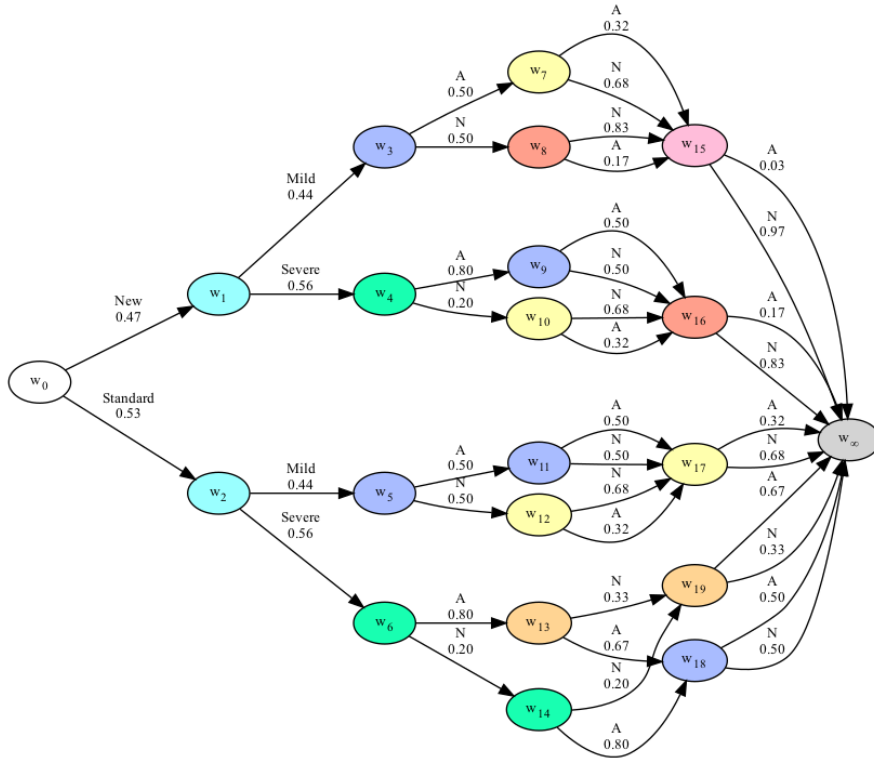 A
0.32
w7
N
0.68
A
0.50
N
0.50
w3
w8
N
0.83
A
0.17
w15
A
0.03
N
0.97
Mild
0.44
A
0.50
w9
N
0.50
Severe
0.56
A
0.80
N
0.20
w1
w4
w10
N
0.68
A
0.32
w16
A
0.17
N
0.83
New
0.47
w0
Standard
0.53
A
0.50
w11
N
0.50
w∞
A
0.32
N
0.68
w17
Mild
0.44
A
0.50
N
0.50
w2
w5
w12
N
0.68
A
0.32
A
0.67
Severe
0.56
w19
N
0.33
A
0.50
w6
A
0.80
N
0.20
w13
N
0.33
A
0.67
w18
N
0.50
N
0.20
w14
A
0.80